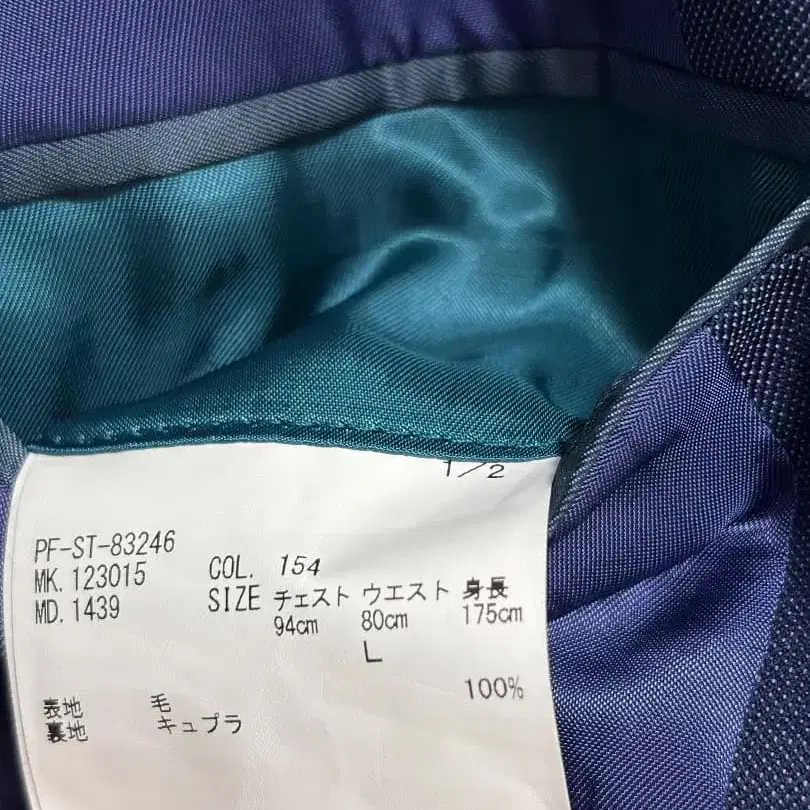 1/2
PF-ST-83246
MK. 123015 COL. 154
MD. 1439 SIZE チェスト ウエスト 身長
94cm 80cm 175cm
L
100%
表地 毛
裏地 キュプラ